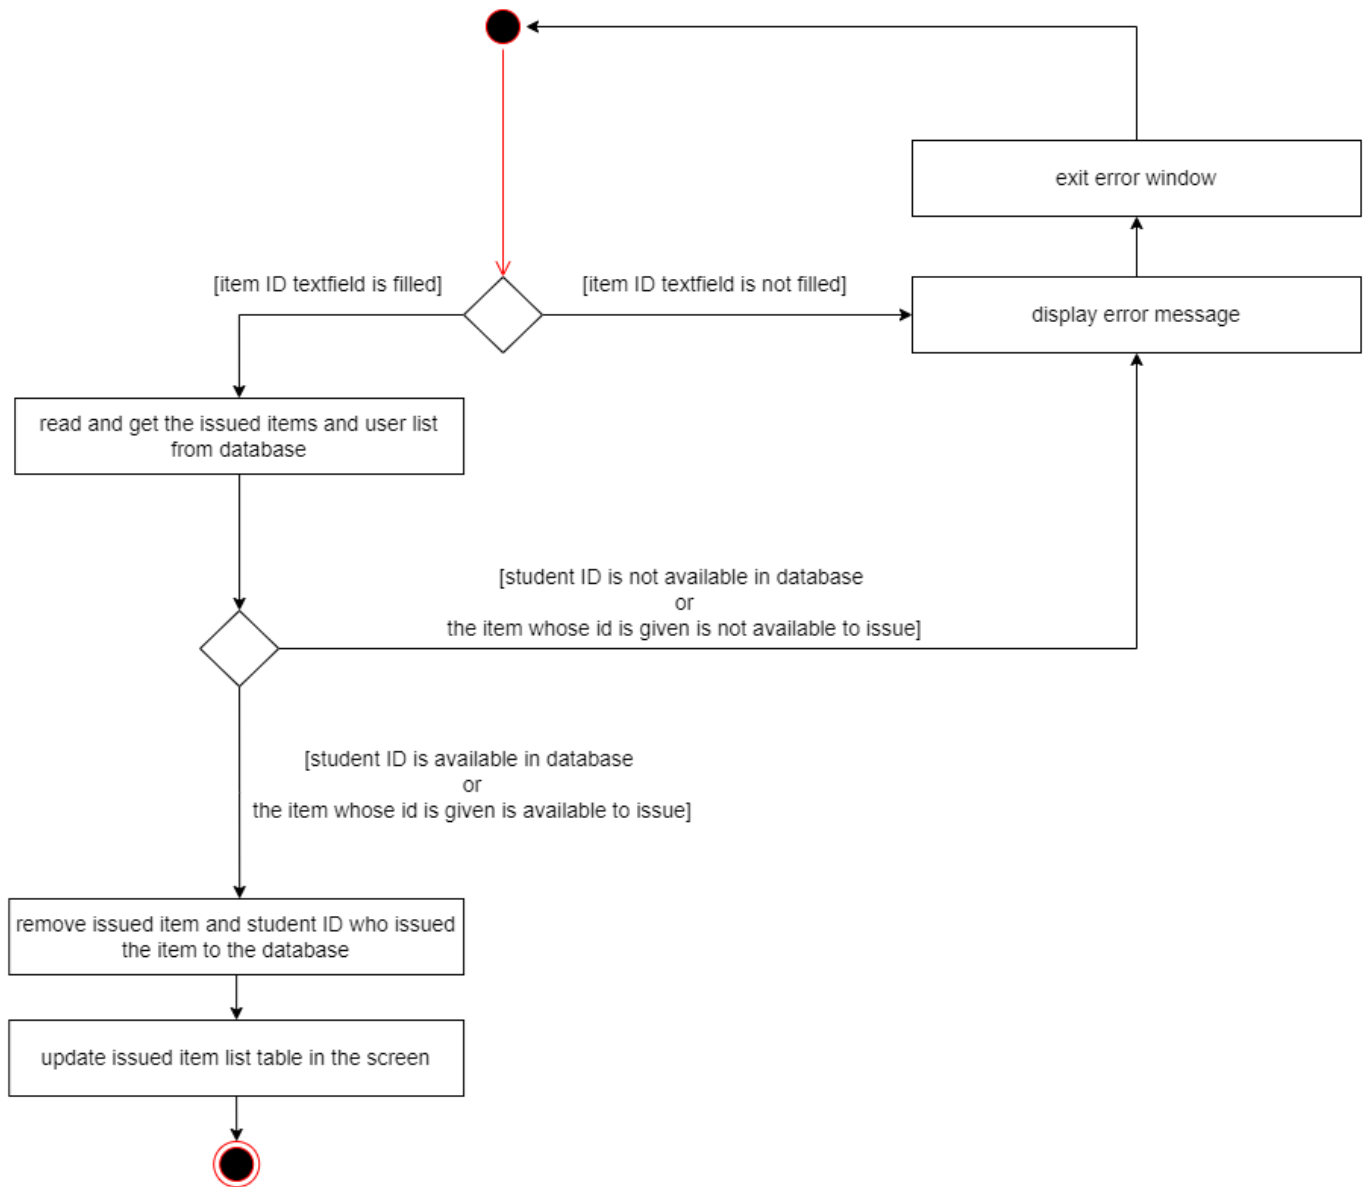 exit error window
[item ID textfield is filled]
[item ID textfield is not filled]
display error message
read and get the issued items and user list
from database
[student ID is not available in database
or
the item whose id is given is not available to issue]
[student ID is available in database
or
the item whose id is given is available to issue]
remove issued item and student ID who issued
the item to the database
update issued item list table in the screen